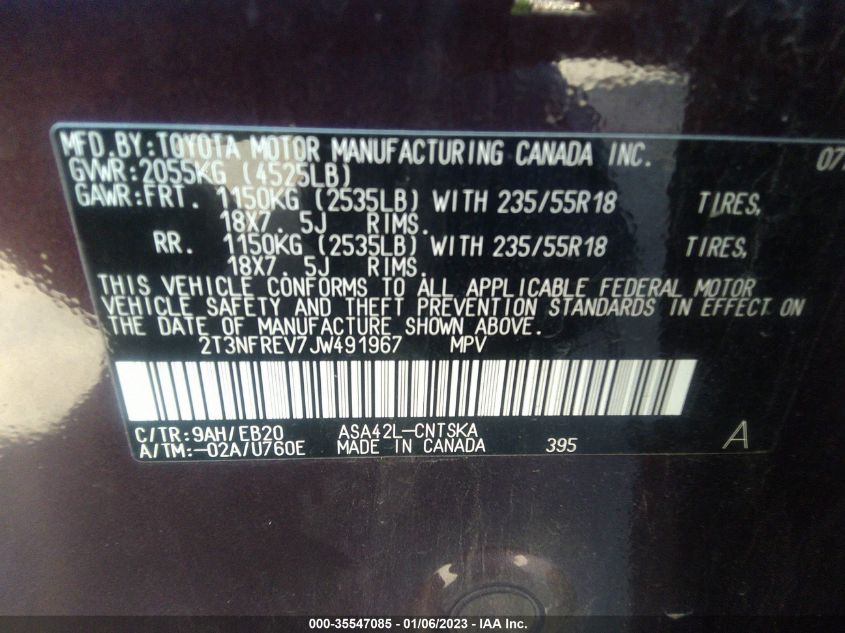 MFD. BY: TOYOTA MOTOR MANUFACTURING CANADA INC. 07
GVWR: 2055KG (4525LB)
GAWR: FRT. 1150KG (2535LB) WITH 235/55R18 TIRES,
18X7. 5J RIMS.
RR. 1150KG (2535LB) WITH 235/55R18 TIRES,
18X7. 5J RIMS.
THIS VEHICLE CONFORMS TO ALL APPLICABLE FEDERAL MOTOR
VEHICLE SAFETY AND THEFT PREVENTION STANDARDS IN EFFECT ON
THE DATE OF MANUFACTURE SHOWN ABOVE.
2T3NFREV7JW491967 MPV
C/TR: 9AH/EB20 ASA42L-CNTSKA
A/TM:-02A/U760E MADE IN CANADA 395 A
000-35547085 - 01/06/2023 - © IAA Inc.